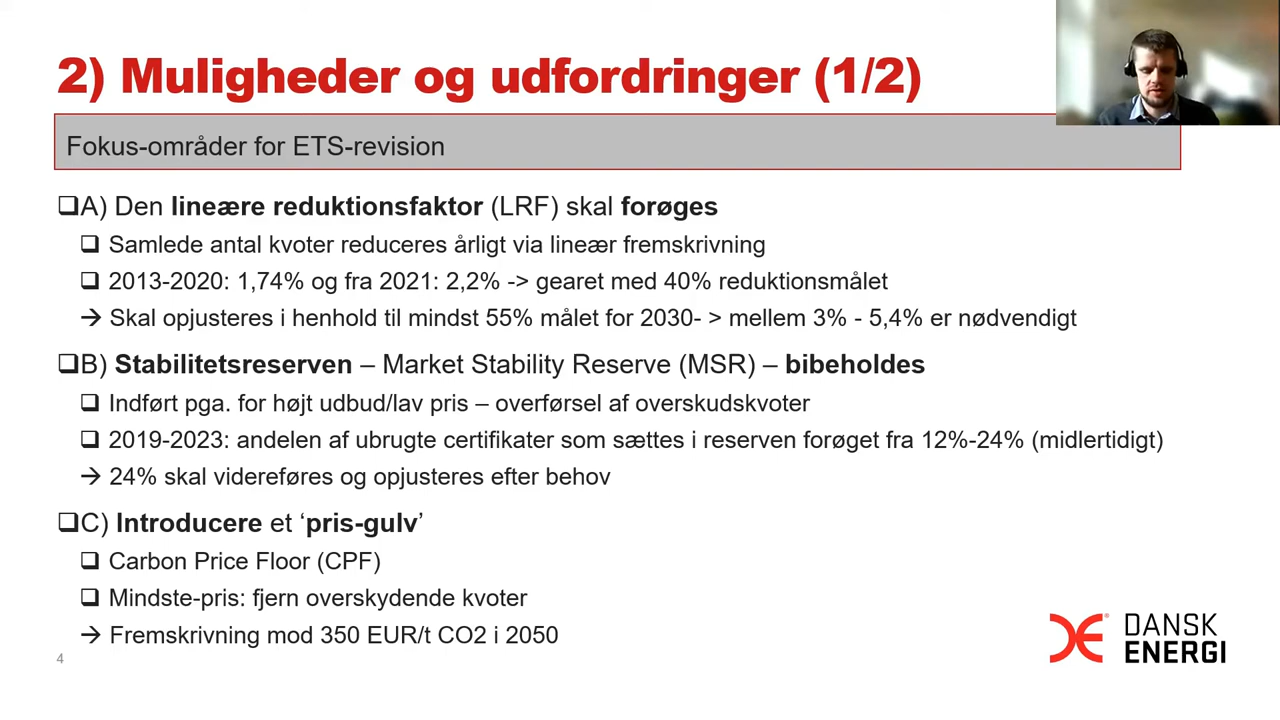 2) Muligheder og udfordringer (1/2)
Fokus-områder for ETS-revision
❑A) Den lineære reduktionsfaktor (LRF) skal forøges
❑ Samlede antal kvoter reduceres årligt via lineær fremskrivning
❑ 2013-2020: 1,74% og fra 2021: 2,2% -> gearet med 40% reduktionsmålet
→ Skal opjusteres i henhold til mindst 55% målet for 2030- > mellem 3% - 5,4% er nødvendigt
❑B) Stabilitetsreserven – Market Stability Reserve (MSR) – bibeholdes
❑ Indført pga. for højt udbud/lav pris – overførsel af overskudskvoter
❑ 2019-2023: andelen af ubrugte certifikater som sættes i reserven forøget fra 12%-24% (midlertidigt)
→ 24% skal videreføres og opjusteres efter behov
❑C) Introducere et ‘pris-gulv’
❑ Carbon Price Floor (CPF)
❑ Mindste-pris: fjern overskydende kvoter
→ Fremskrivning mod 350 EUR/t CO2 i 2050
4
DANSK
ENERGI